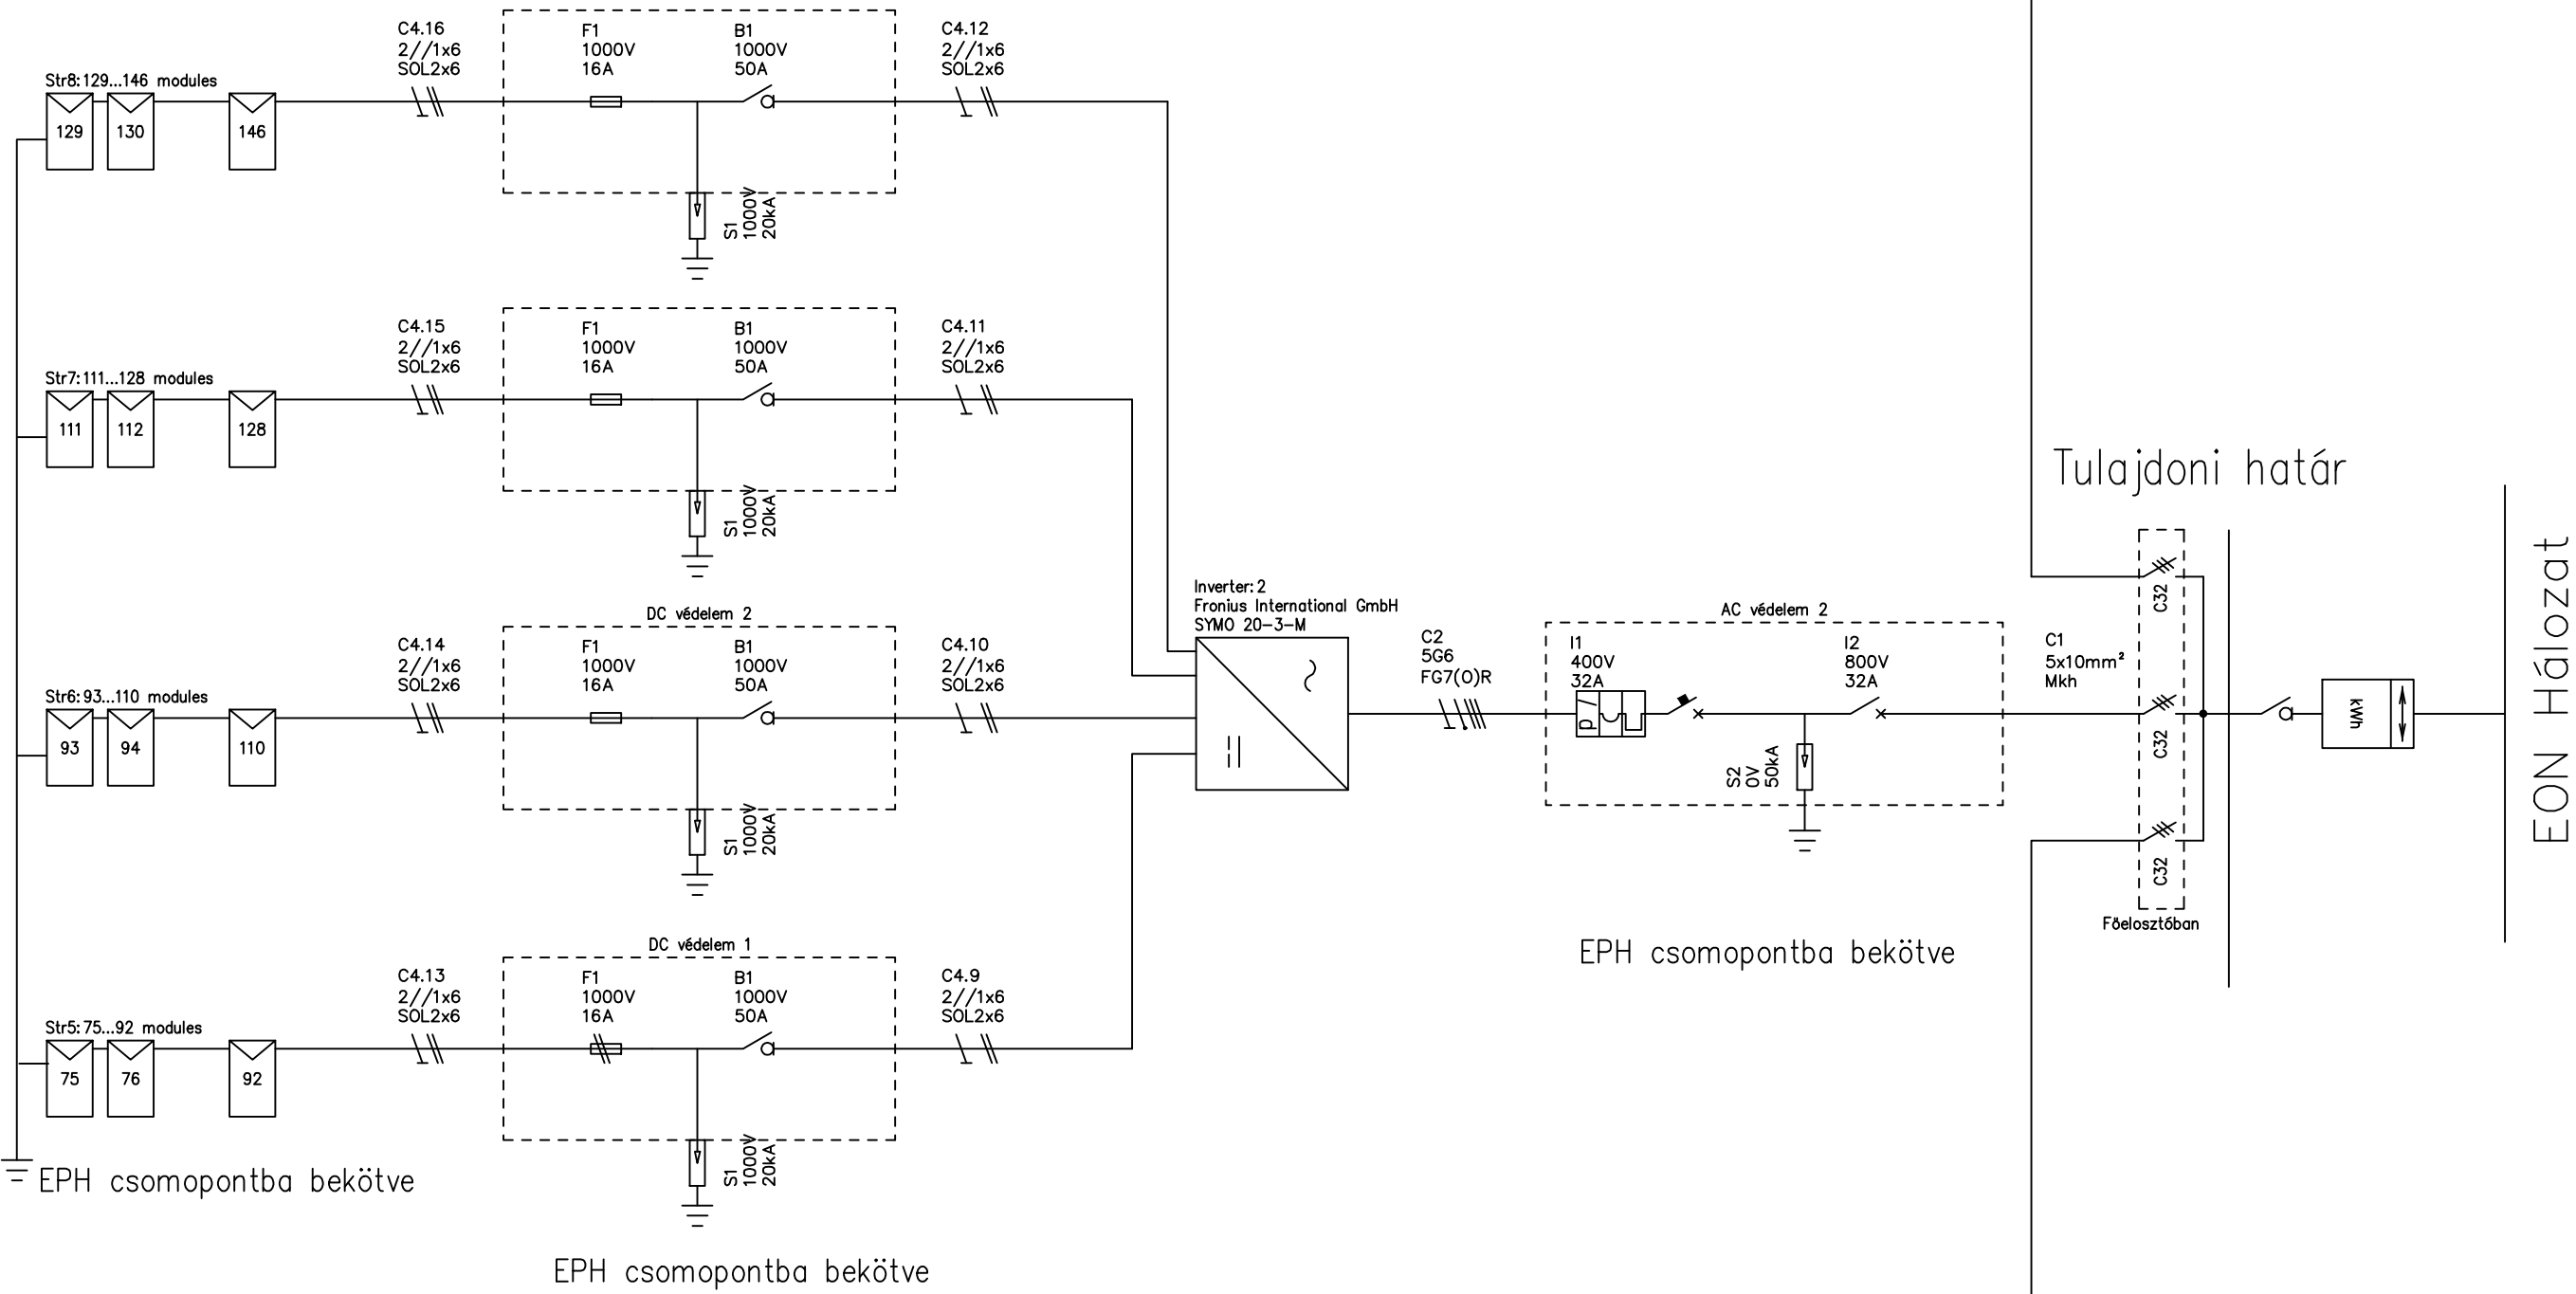 Str8:129...146 modules
129
130
146
C4.16
2//1x6
SOL2x6
F1
1000V
16A
B1
1000V
50A
S1
1000V
20kA
C4.12
2//1x6
SOL2x6
Str7:111...128 modules
111
112
128
C4.15
2//1x6
SOL2x6
F1
1000V
16A
B1
1000V
50A
S1
1000V
20kA
C4.11
2//1x6
SOL2x6
Str6:93...110 modules
93
94
110
C4.14
2//1x6
SOL2x6
DC védelem 2
F1
1000V
16A
B1
1000V
50A
S1
1000V
20kA
C4.10
2//1x6
SOL2x6
Str5:75...92 modules
75
76
92
C4.13
2//1x6
SOL2x6
DC védelem 1
F1
1000V
16A
B1
1000V
50A
S1
1000V
20kA
C4.9
2//1x6
SOL2x6
EPH csomopontba bekötve
EPH csomopontba bekötve
Inverter:2
Fronius International GmbH
SYMO 20-3-M
C2
5G6
FG7(O)R
AC védelem 2
I1
400V
32A
p /
I2
800V
32A
S2
0V
50kA
EPH csomopontba bekötve
C1
5x10mm²
Mkh
Tulajdoni határ
C32
C32
C32
Főelosztóban
kWh
EON Hálozat